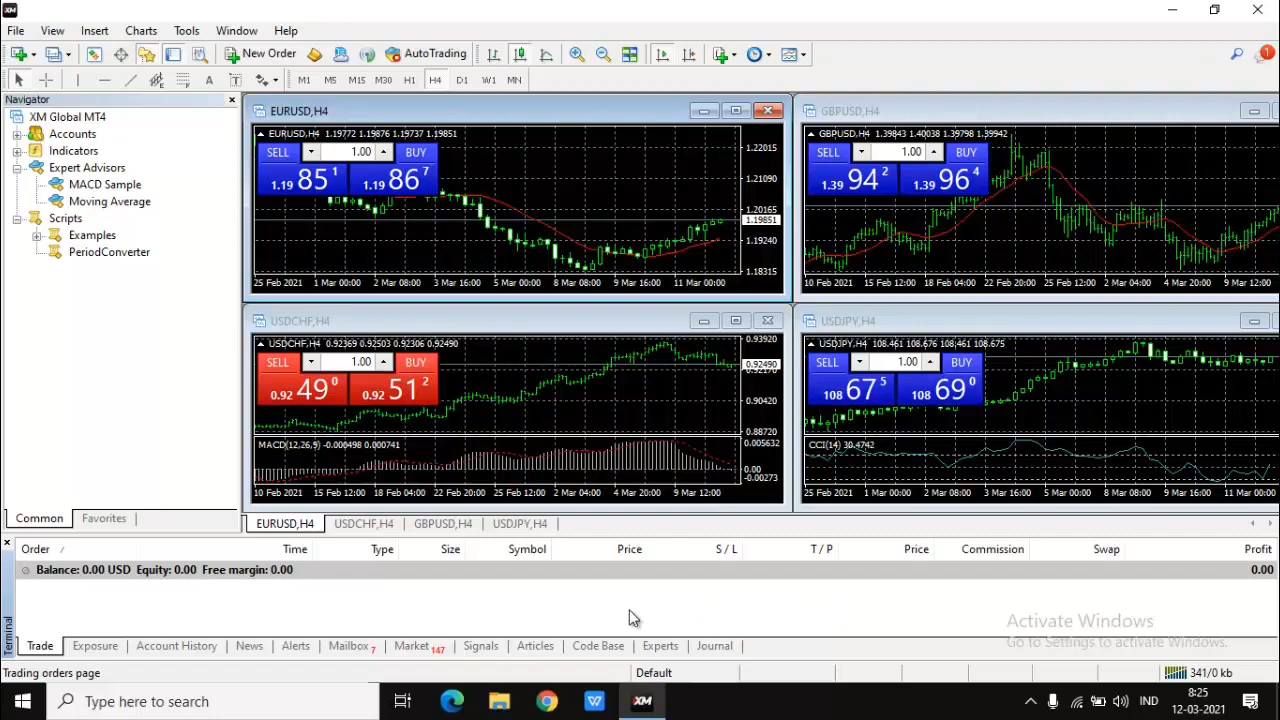 XM
File View Insert Charts Tools Window Help
New Order AutoTrading 1
A T M1 M5 M15 M30 H1 H4 D1 W1 MN
Navigator
XM Global MT4
Accounts
Indicators
Expert Advisors
MACD Sample
Moving Average
Scripts
Examples
PeriodConverter
Common Favorites
EURUSD,H4
EURUSD,H4 1.19772 1.19876 1.19737 1.19851
SELL 1.00 BUY
1.19 85 1 1.19 86 7
1.22015
1.21090
1.20165
1.19851
1.19240
1.18315
25 Feb 2021 1 Mar 00:00 2 Mar 08:00 3 Mar 16:00 5 Mar 00:00 8 Mar 08:00 9 Mar 16:00 11 Mar 00:00
GBPUSD,H4
GBPUSD,H4 1.39843 1.40038 1.39798 1.39942
SELL 1.00 BUY
1.39 94 2 1.39 96 4
10 Feb 2021 15 Feb 12:00 18 Feb 04:00 22 Feb 20:00 25 Feb 12:00 2 Mar 04:00 4 Mar 20:00 9 Mar 12:00
USDCHF,H4
USDCHF,H4 0.92369 0.92503 0.92306 0.92490
SELL 1.00 BUY
0.92 49 0 0.92 51 2
0.93920
0.92490
0.92170
0.90420
0.88720
MACD(12,26,9) -0.000498 0.000741
0.005632
0.00
-0.00273
10 Feb 2021 15 Feb 12:00 18 Feb 04:00 22 Feb 20:00 25 Feb 12:00 2 Mar 04:00 4 Mar 20:00 9 Mar 12:00
USDJPY,H4
USDJPY,H4 108.461 108.676 108.461 108.675
SELL 1.00 BUY
108 67 5 108 69 0
CCI(14) 30.4742
25 Feb 2021 1 Mar 00:00 2 Mar 08:00 3 Mar 16:00 5 Mar 00:00 8 Mar 08:00 9 Mar 16:00 11 Mar 00:00
EURUSD,H4 USDCHF,H4 GBPUSD,H4 USDJPY,H4
Order Time Type Size Symbol Price S / L T / P Price Commission Swap Profit
Balance: 0.00 USD Equity: 0.00 Free margin: 0.00 0.00
Terminal
Activate Windows
Go to Settings to activate Windows.
Trade Exposure Account History News Alerts Mailbox 7 Market 147 Signals Articles Code Base Experts Journal
Trading orders page Default 341/0 kb
Type here to search W XM IND 8:25
12-03-2021